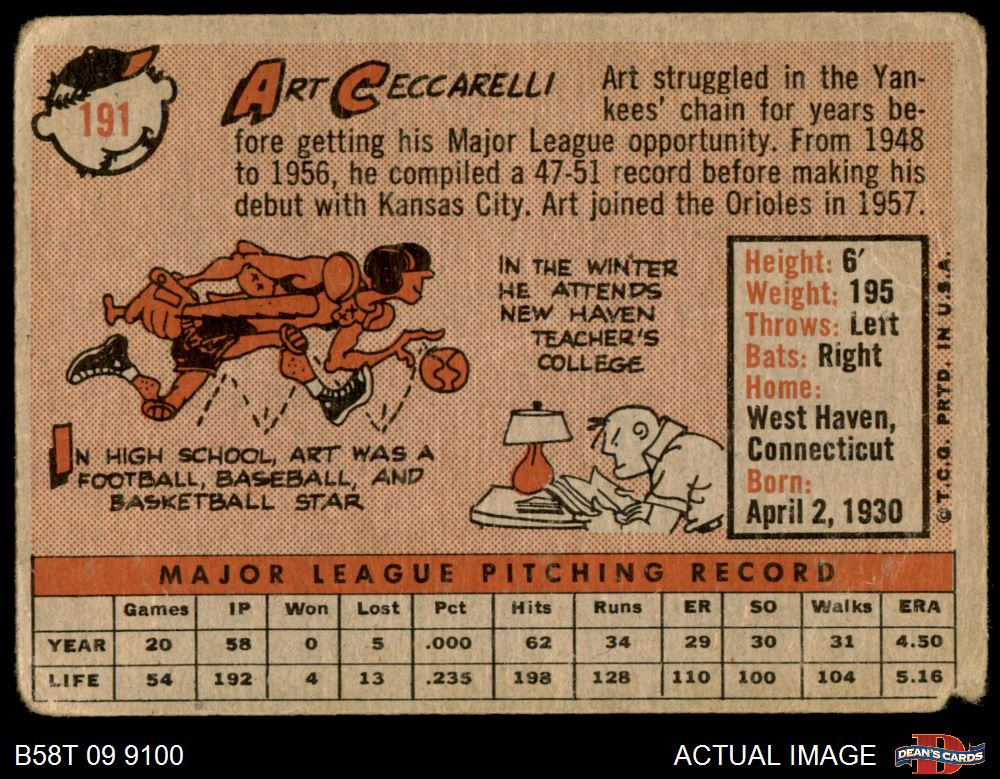 191
ART CECCARELLI
Art struggled in the Yan-
kees' chain for years be-
fore getting his Major League opportunity. From 1948
to 1956, he compiled a 47-51 record before making his
debut with Kansas City. Art joined the Orioles in 1957.
IN THE WINTER
HE ATTENDS
NEW HAVEN
TEACHER'S
COLLEGE
IN HIGH SCHOOL, ART WAS A
FOOTBALL, BASEBALL, AND
BASKETBALL STAR
Height: 6'
Weight: 195
Throws: Left
Bats: Right
Home:
West Haven,
Connecticut
Born:
April 2, 1930
© T.C.G. PRTD. IN U.S.A.
MAJOR LEAGUE PITCHING RECORD
Games IP Won Lost Pct Hits Runs ER SO Walks ERA
YEAR 20 58 0 5 .000 62 34 29 30 31 4.50
LIFE 54 192 4 13 .235 198 128 110 100 104 5.16
B58T 09 9100
ACTUAL IMAGE
DEAN'S CARDS